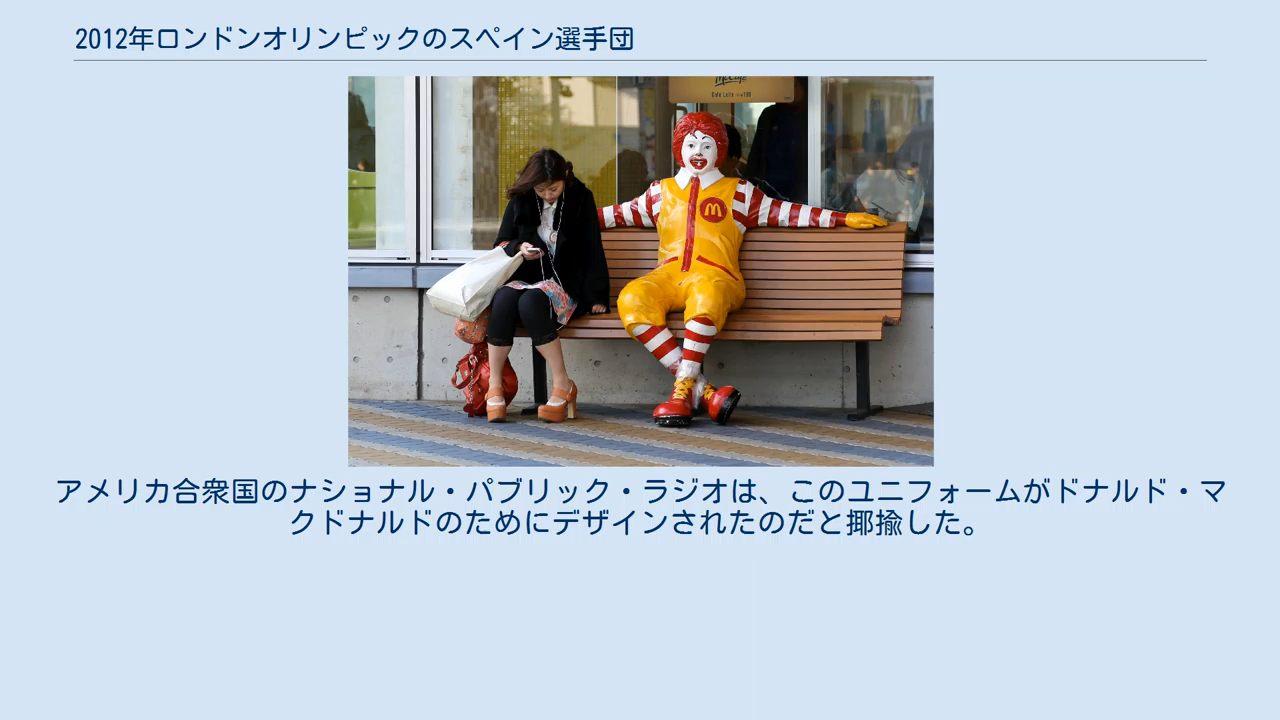 2012年ロンドンオリンピックのスペイン選手団
Café Latte
アメリカ合衆国のナショナル・パブリック・ラジオは、このユニフォームがドナルド・マ
クドナルドのためにデザインされたのだと揶揄した。